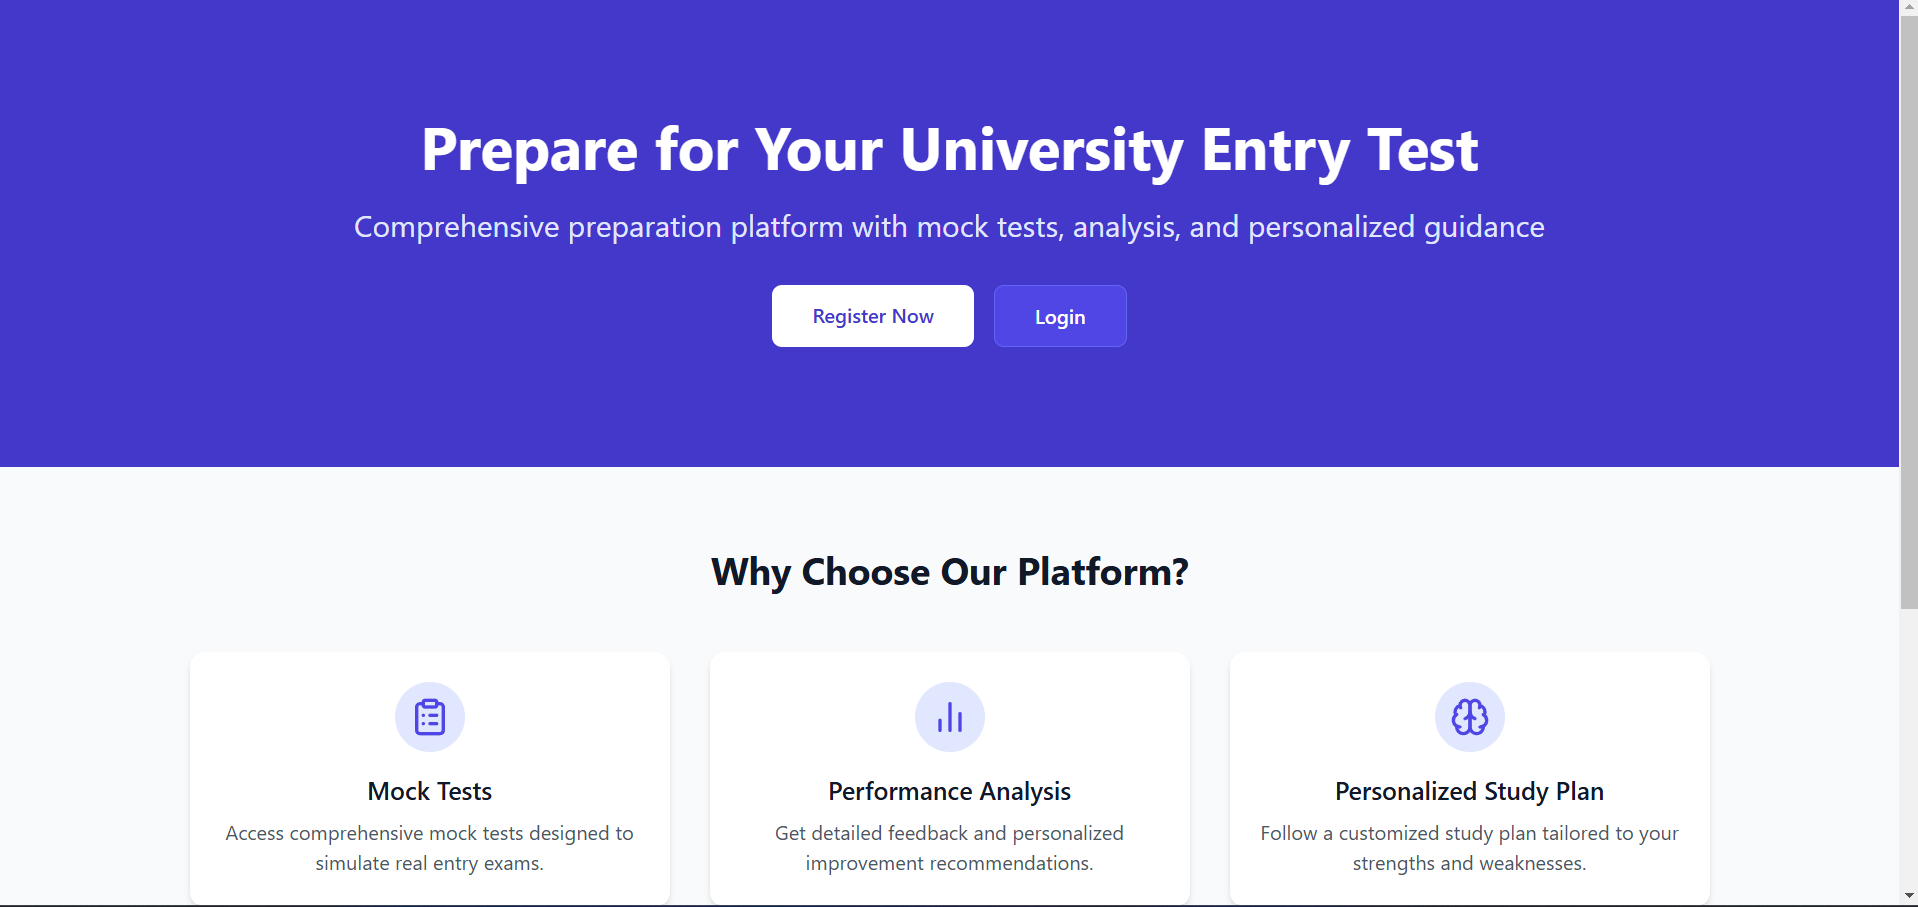 Prepare for Your University Entry Test
Comprehensive preparation platform with mock tests, analysis, and personalized guidance
Register Now
Login
Why Choose Our Platform?
Mock Tests
Access comprehensive mock tests designed to
simulate real entry exams.
Performance Analysis
Get detailed feedback and personalized
improvement recommendations.
Personalized Study Plan
Follow a customized study plan tailored to your
strengths and weaknesses.